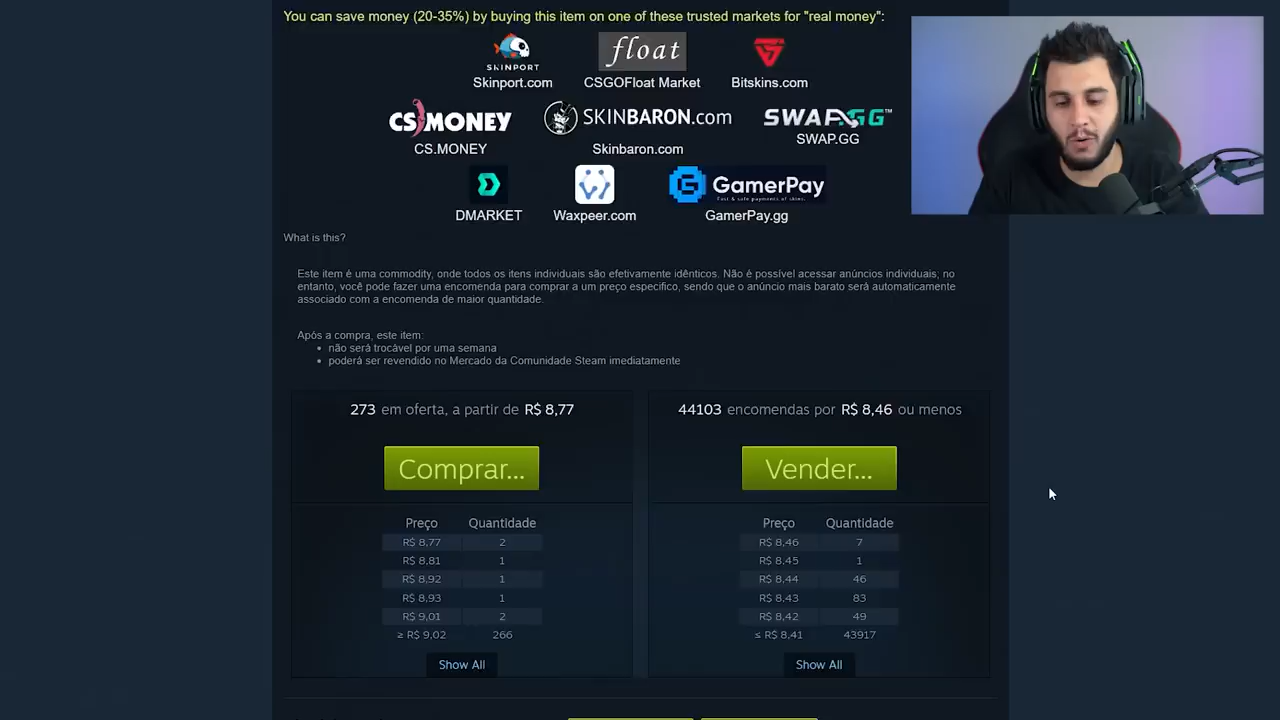 You can save money (20-35%) by buying this item on one of these trusted markets for "real money":
SKINPORT
float
Skinport.com
CSGOFloat Market
Bitskins.com
CS.MONEY
SKINBARON.com
SWAP.GG
CS.MONEY
Skinbaron.com
SWAP.GG
GamerPay
Fast & safe payments of skins.
DMARKET
Waxpeer.com
GamerPay.gg
What is this?
Este item é uma commodity, onde todos os itens individuais são efetivamente idênticos. Não é possível acessar anúncios individuais; no
entanto, você pode fazer uma encomenda para comprar a um preço específico, sendo que o anúncio mais barato será automaticamente
associado com a encomenda de maior quantidade.
Após a compra, este item:
• não será trocável por uma semana
• poderá ser revendido no Mercado da Comunidade Steam imediatamente
273 em oferta, a partir de R$ 8,77
44103 encomendas por R$ 8,46 ou menos
Comprar...
Vender...
Preço Quantidade
R$ 8,77 2
R$ 8,81 1
R$ 8,92 1
R$ 8,93 1
R$ 9,01 2
≥ R$ 9,02 266
Show All
Preço Quantidade
R$ 8,46 7
R$ 8,45 1
R$ 8,44 46
R$ 8,43 83
R$ 8,42 49
≤ R$ 8,41 43917
Show All